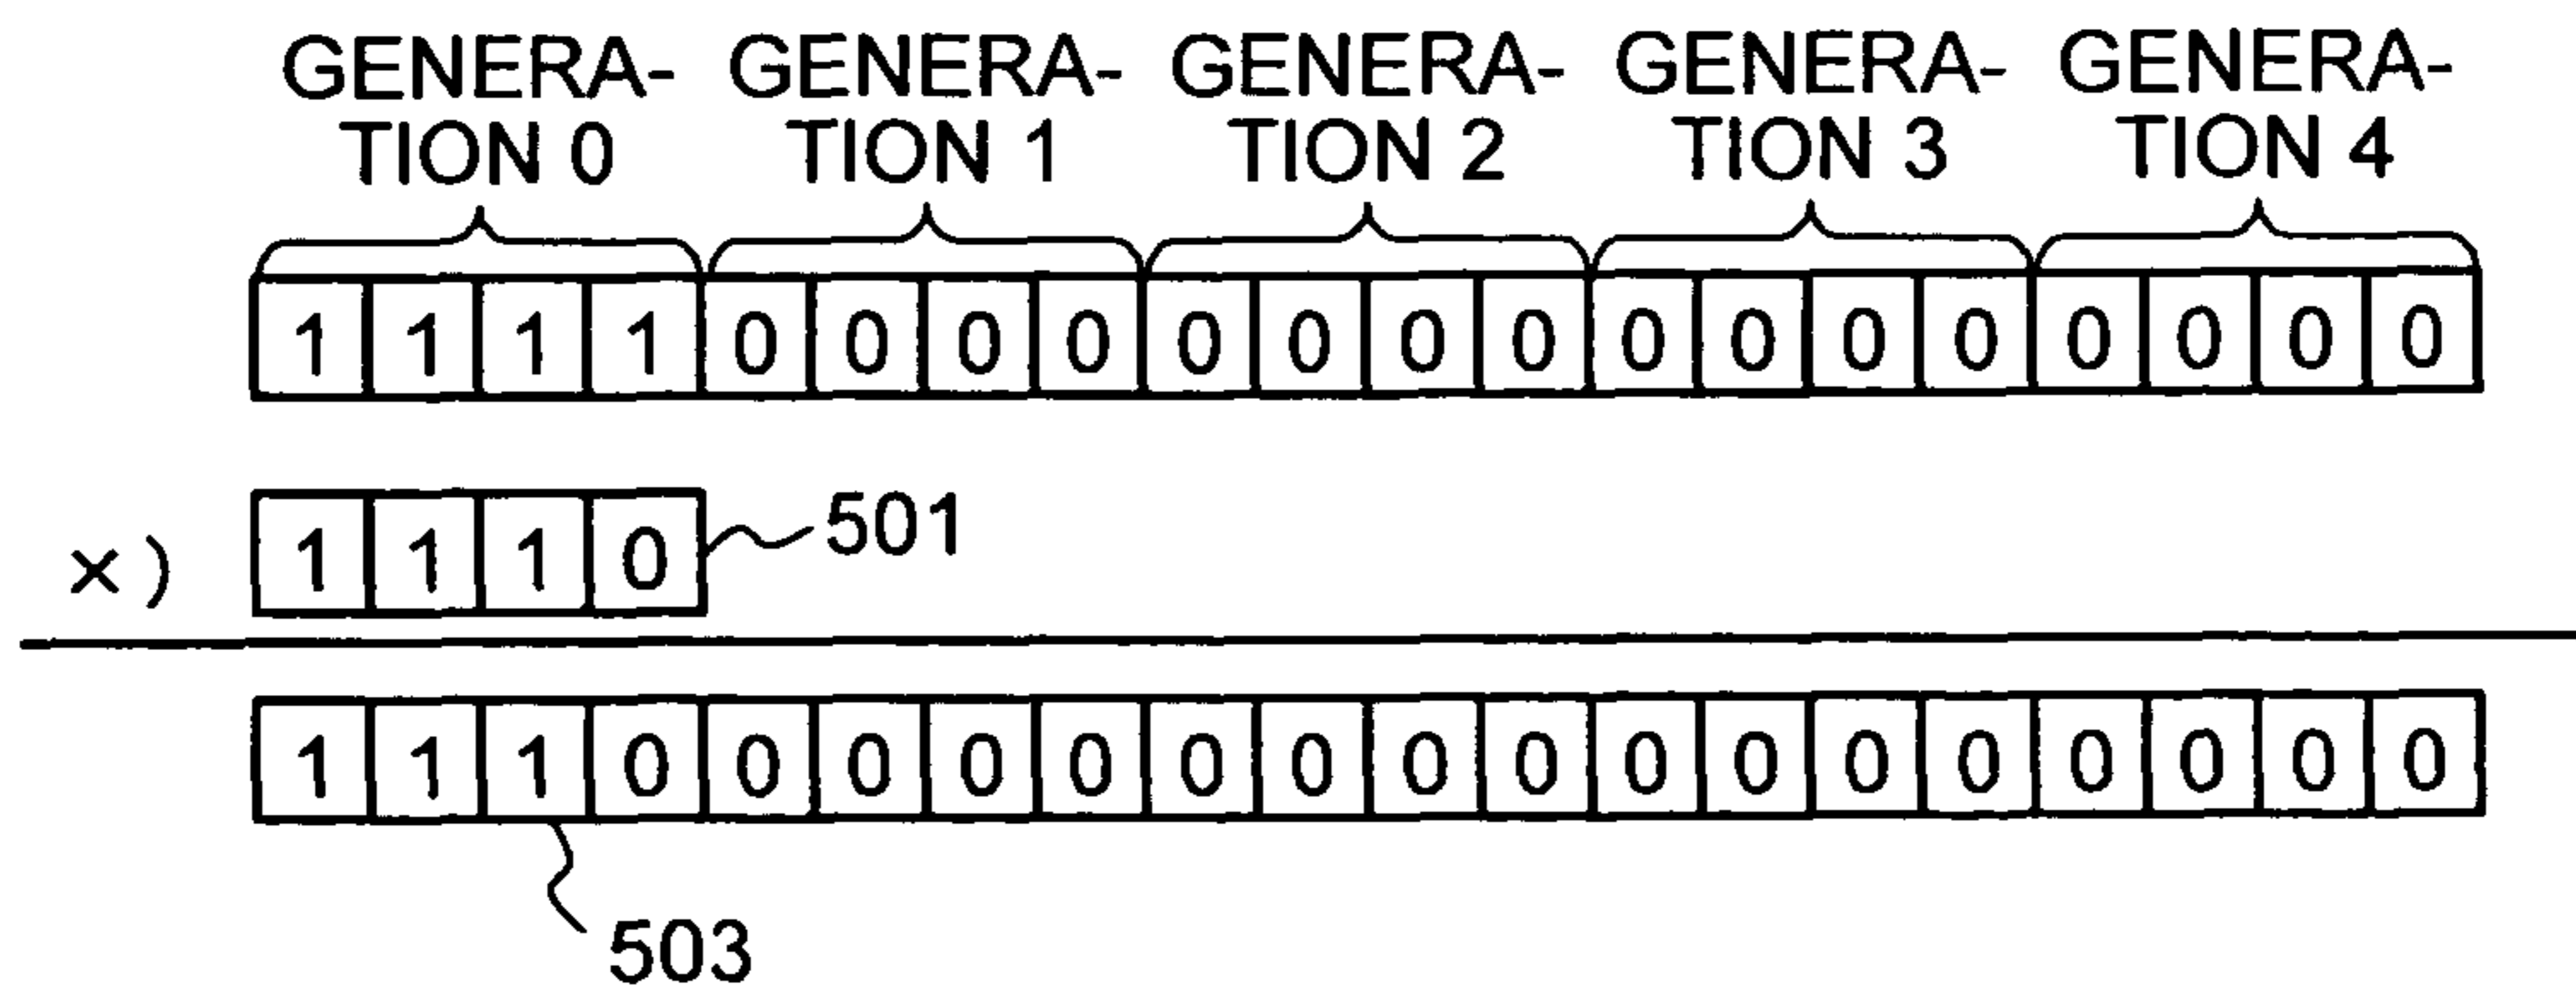 GENERA- GENERA- GENERA- GENERA- GENERA-
TION 0 TION 1 TION 2 TION 3 TION 4
1 1 1 1 0 0 0 0 0 0 0 0 0 0 0 0 0 0 0 0
×) 1 1 1 0 501
1 1 1 0 0 0 0 0 0 0 0 0 0 0 0 0 0 0 0 0
503